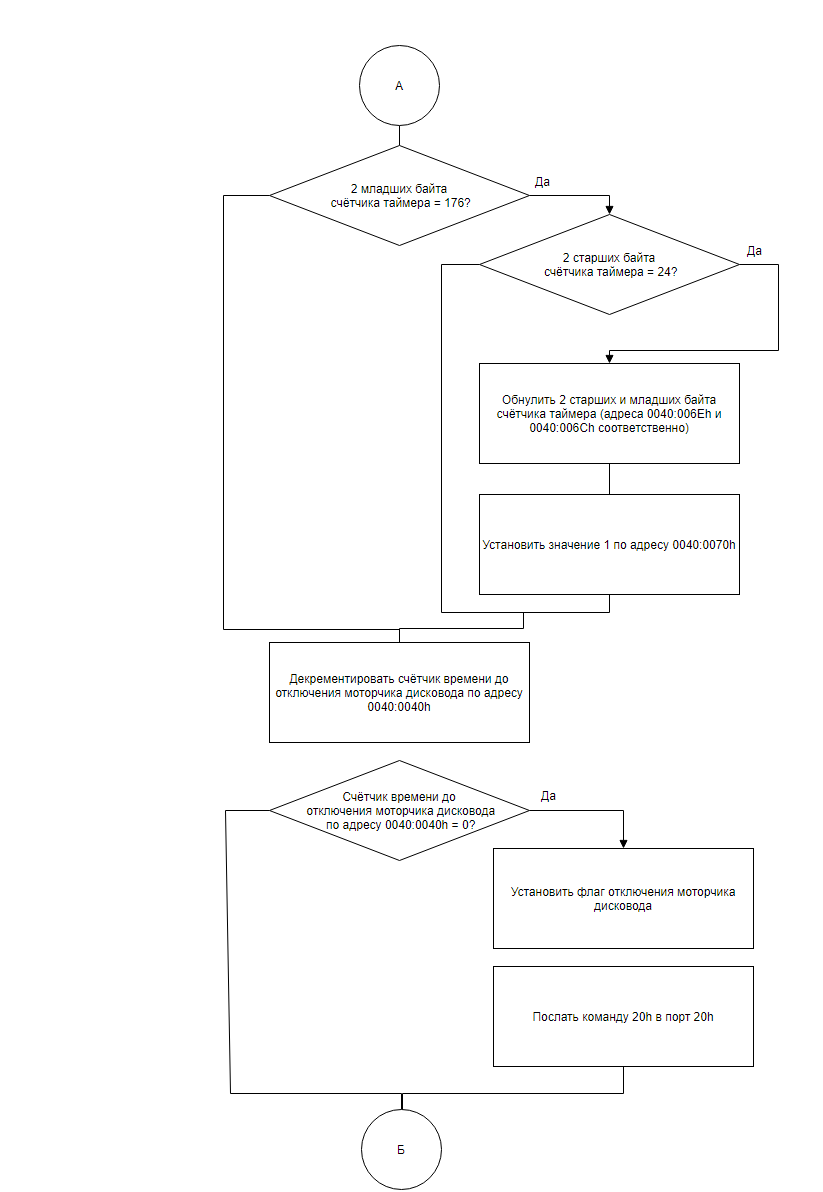 А
2 младших байта
счётчика таймера = 176?
Да
2 старших байта
счётчика таймера = 24?
Да
Обнулить 2 старших и младших байта
счётчика таймера (адреса 0040:006Eh и
0040:006Ch соответственно)
Установить значение 1 по адресу 0040:0070h
Декрементировать счётчик времени до
отключения моторчика дисковода по адресу
0040:0040h
Счётчик времени до
отключения моторчика дисковода
по адресу 0040:0040h = 0?
Да
Установить флаг отключения моторчика
дисковода
Послать команду 20h в порт 20h
Б